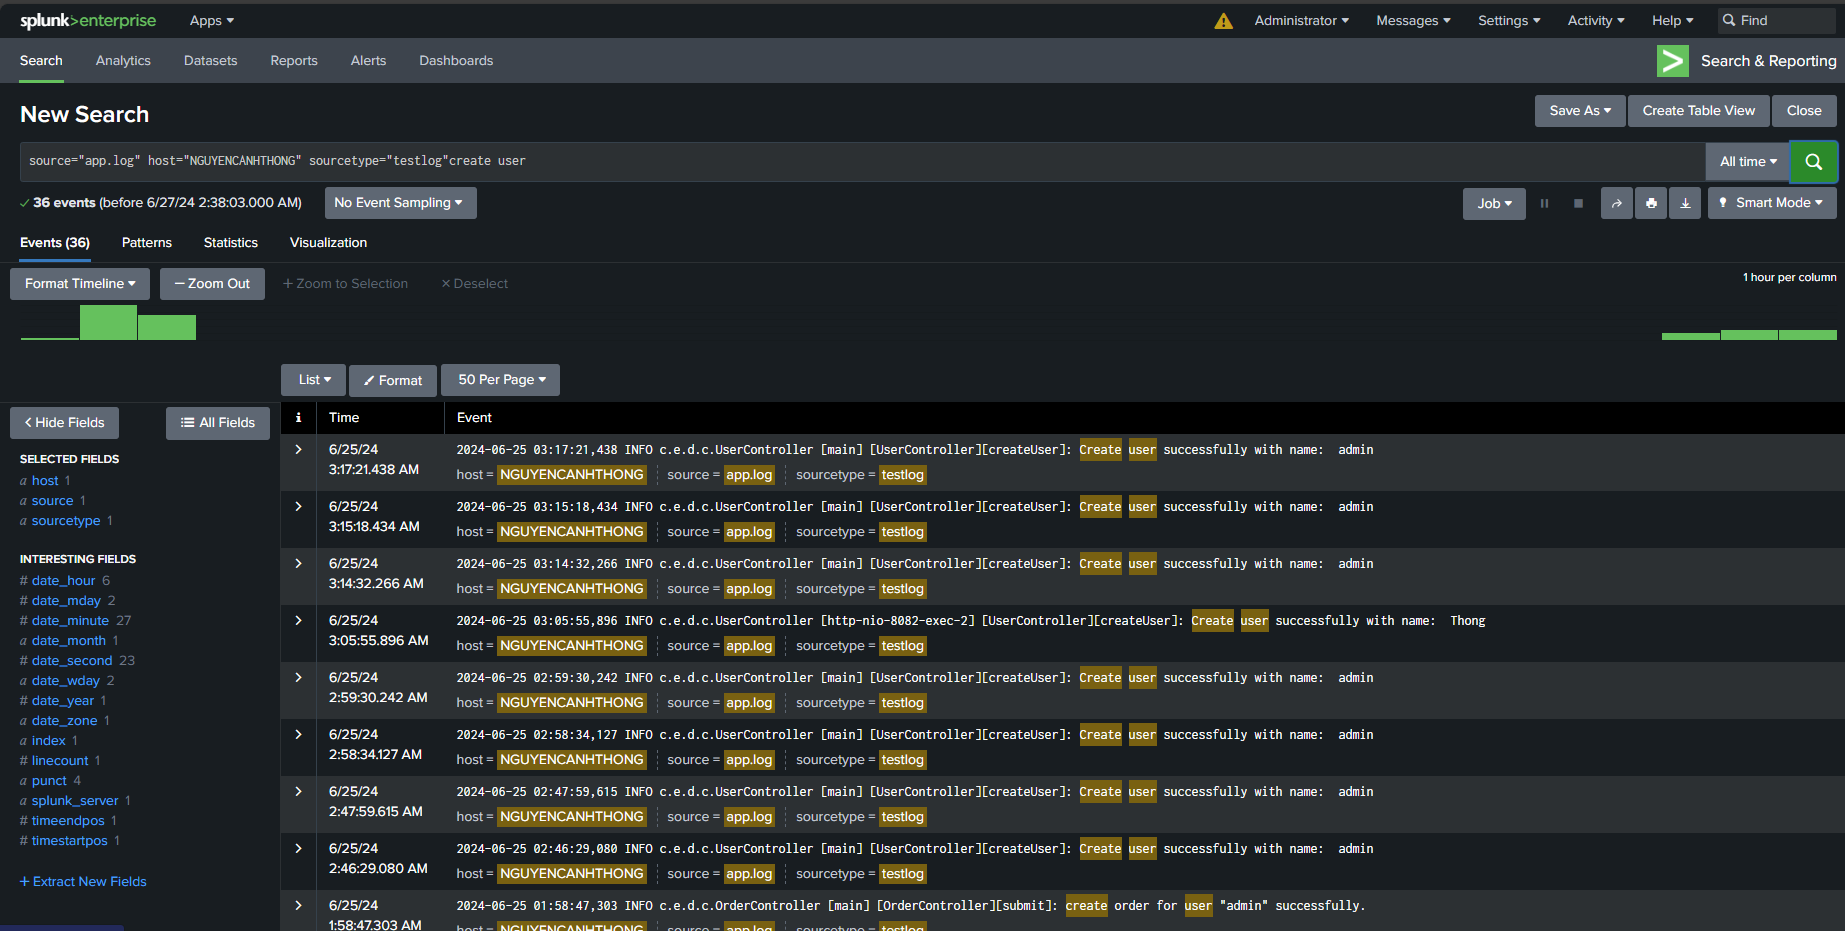 splunk>enterprise Apps Administrator Messages Settings Activity Help Find
Search Analytics Datasets Reports Alerts Dashboards Search & Reporting
New Search Save As Create Table View Close
source="app.log" host="NGUYENCANHTHONG" sourcetype="testlog"create user All time
36 events (before 6/27/24 2:38:03.000 AM) No Event Sampling Job Smart Mode
Events (36) Patterns Statistics Visualization
Format Timeline — Zoom Out + Zoom to Selection × Deselect 1 hour per column
List Format 50 Per Page
< Hide Fields All Fields
SELECTED FIELDS
a host 1
a source 1
a sourcetype 1
INTERESTING FIELDS
# date_hour 6
# date_mday 2
# date_minute 27
a date_month 1
# date_second 23
a date_wday 2
# date_year 1
a date_zone 1
a index 1
# linecount 1
a punct 4
a splunk_server 1
# timeendpos 1
# timestartpos 1
+ Extract New Fields
i Time Event
6/25/24
3:17:21.438 AM
2024-06-25 03:17:21,438 INFO c.e.d.c.UserController [main] [UserController][createUser]: Create user successfully with name: admin
host = NGUYENCANHTHONG source = app.log sourcetype = testlog
6/25/24
3:15:18.434 AM
2024-06-25 03:15:18,434 INFO c.e.d.c.UserController [main] [UserController][createUser]: Create user successfully with name: admin
host = NGUYENCANHTHONG source = app.log sourcetype = testlog
6/25/24
3:14:32.266 AM
2024-06-25 03:14:32,266 INFO c.e.d.c.UserController [main] [UserController][createUser]: Create user successfully with name: admin
host = NGUYENCANHTHONG source = app.log sourcetype = testlog
6/25/24
3:05:55.896 AM
2024-06-25 03:05:55,896 INFO c.e.d.c.UserController [http-nio-8082-exec-2] [UserController][createUser]: Create user successfully with name: Thong
host = NGUYENCANHTHONG source = app.log sourcetype = testlog
6/25/24
2:59:30.242 AM
2024-06-25 02:59:30,242 INFO c.e.d.c.UserController [main] [UserController][createUser]: Create user successfully with name: admin
host = NGUYENCANHTHONG source = app.log sourcetype = testlog
6/25/24
2:58:34.127 AM
2024-06-25 02:58:34,127 INFO c.e.d.c.UserController [main] [UserController][createUser]: Create user successfully with name: admin
host = NGUYENCANHTHONG source = app.log sourcetype = testlog
6/25/24
2:47:59.615 AM
2024-06-25 02:47:59,615 INFO c.e.d.c.UserController [main] [UserController][createUser]: Create user successfully with name: admin
host = NGUYENCANHTHONG source = app.log sourcetype = testlog
6/25/24
2:46:29.080 AM
2024-06-25 02:46:29,080 INFO c.e.d.c.UserController [main] [UserController][createUser]: Create user successfully with name: admin
host = NGUYENCANHTHONG source = app.log sourcetype = testlog
6/25/24
1:58:47.303 AM
2024-06-25 01:58:47,303 INFO c.e.d.c.OrderController [main] [OrderController][submit]: create order for user "admin" successfully.
host = NGUYENCANHTHONG source = app.log sourcetype = testlog